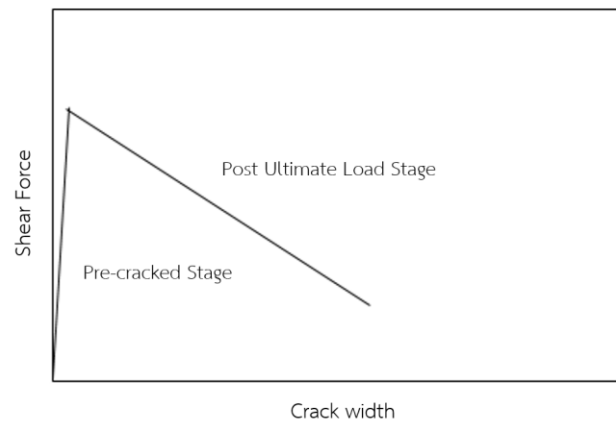 Shear Force
Post Ultimate Load Stage
Pre-cracked Stage
Crack width